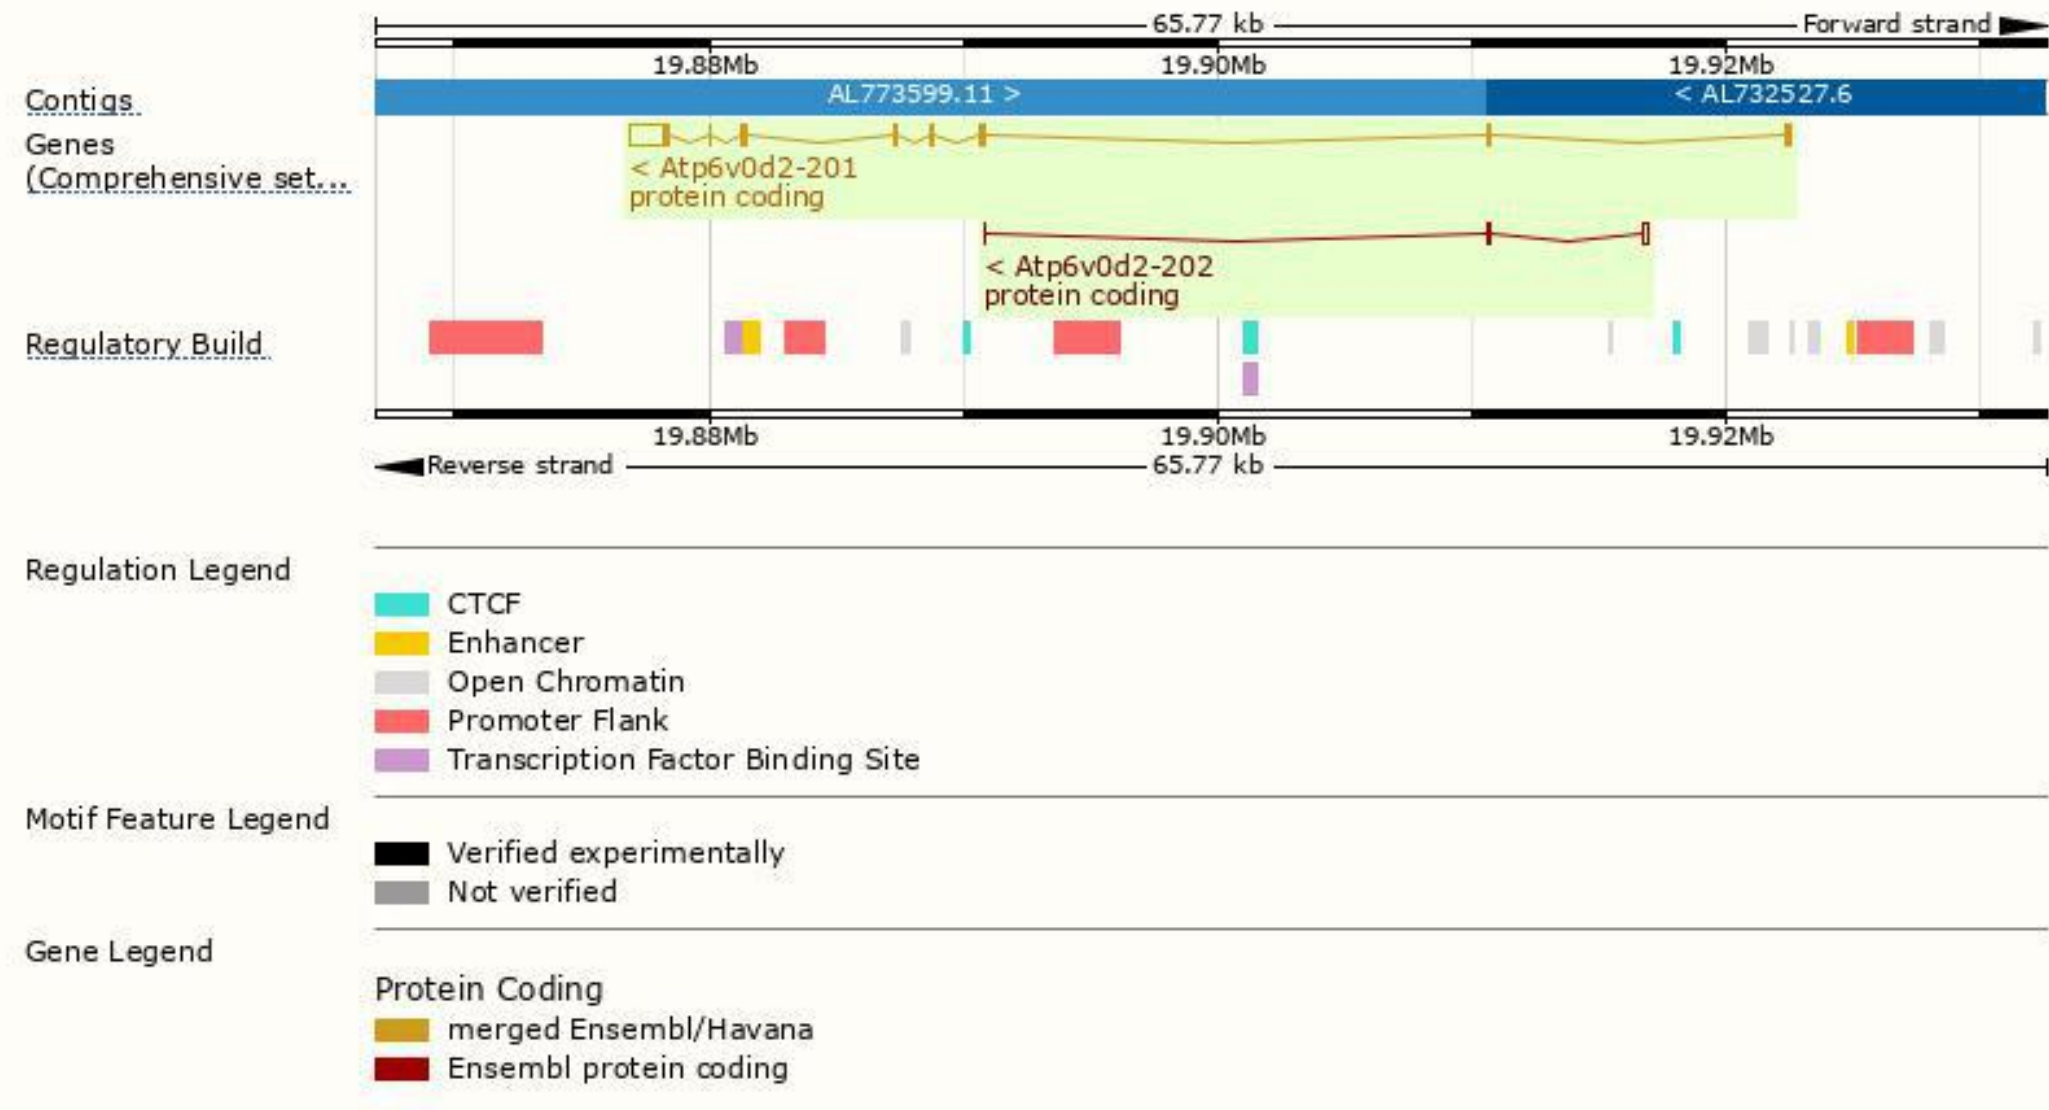 65.77 kb Forward strand
19.88Mb 19.90Mb 19.92Mb
Contigs AL773599.11 > < AL732527.6
Genes
(Comprehensive set...
< Atp6v0d2-201
protein coding
< Atp6v0d2-202
protein coding
Regulatory Build
19.88Mb 19.90Mb 19.92Mb
Reverse strand 65.77 kb
Regulation Legend
CTCF
Enhancer
Open Chromatin
Promoter Flank
Transcription Factor Binding Site
Motif Feature Legend
Verified experimentally
Not verified
Gene Legend
Protein Coding
merged Ensembl/Havana
Ensembl protein coding